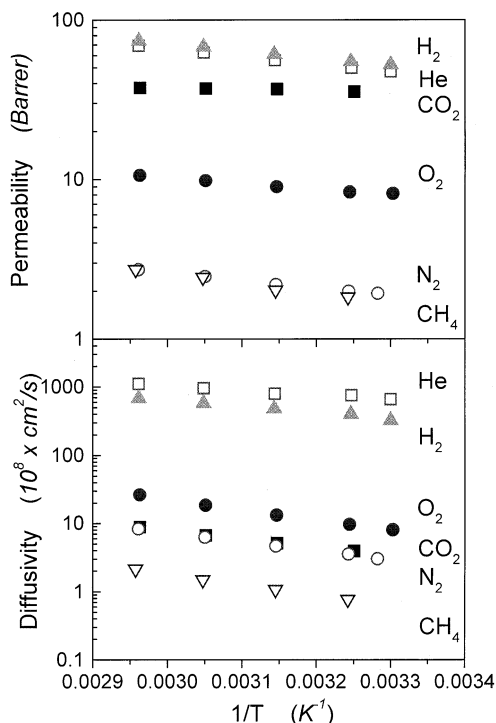 100
10
1
Permeability (Barrer)
H2
He
CO2
O2
N2
CH4
1000
100
10
1
0.1
Diffusivity (10^8 x cm^2/s)
He
H2
O2
CO2
N2
CH4
0.0029 0.0030 0.0031 0.0032 0.0033 0.0034
1/T (K^-1)